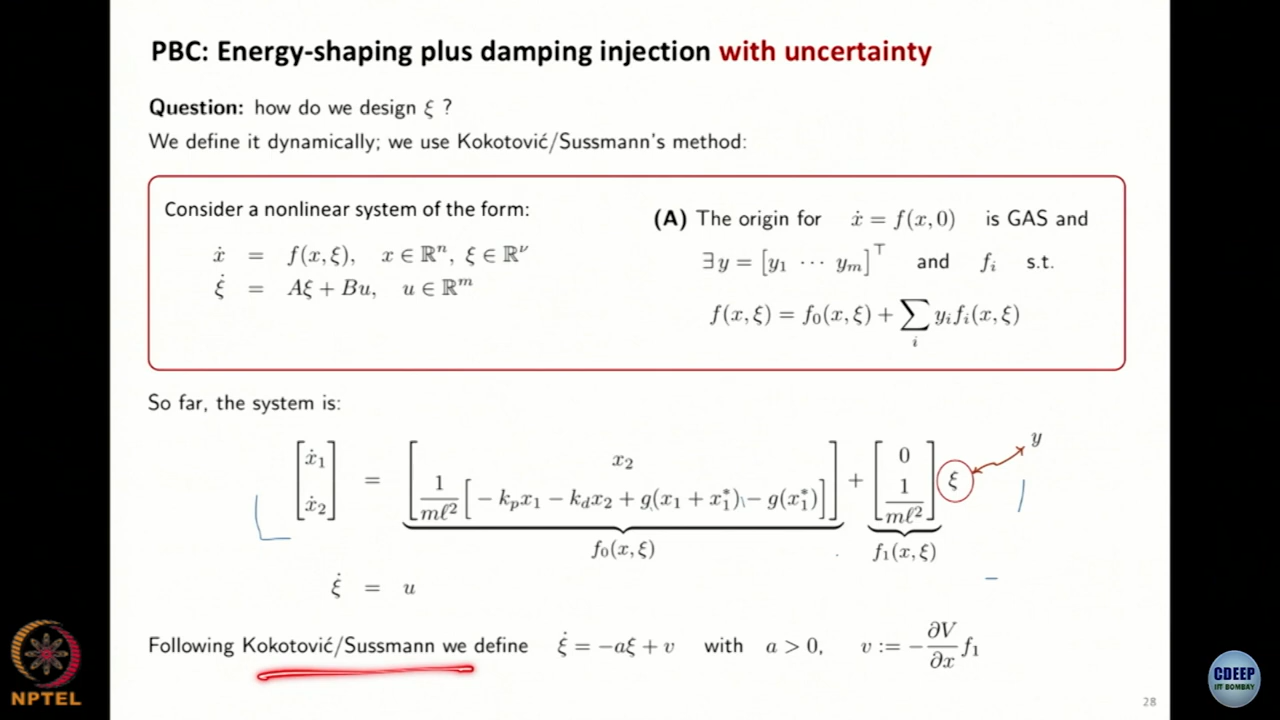 PBC: Energy-shaping plus damping injection with uncertainty
Question: how do we design ξ ?
We define it dynamically; we use Kokotović/Sussmann's method:
Consider a nonlinear system of the form:
ẋ = f(x, ξ), x ∈ ℝⁿ, ξ ∈ ℝ^ν
ξ̇ = Aξ + Bu, u ∈ ℝᵐ
(A) The origin for ẋ = f(x, 0) is GAS and
∃ y = [y₁ ⋯ yₘ]^⊤ and fᵢ s.t.
f(x, ξ) = f₀(x, ξ) + ∑ᵢ yᵢfᵢ(x, ξ)
So far, the system is:
[ẋ₁ ẋ₂] = [x₂ 1/mℓ² [ − kₚx₁ − k_dx₂ + g(x₁ + x₁*) − g(x₁*)]] + [0 1/mℓ²] ξ y
f₀(x, ξ) f₁(x, ξ)
ξ̇ = u
Following Kokotović/Sussmann we define ξ̇ = −aξ + v with a > 0, v := −∂V/∂x f₁
NPTEL
CDEEP
IIT BOMBAY
28